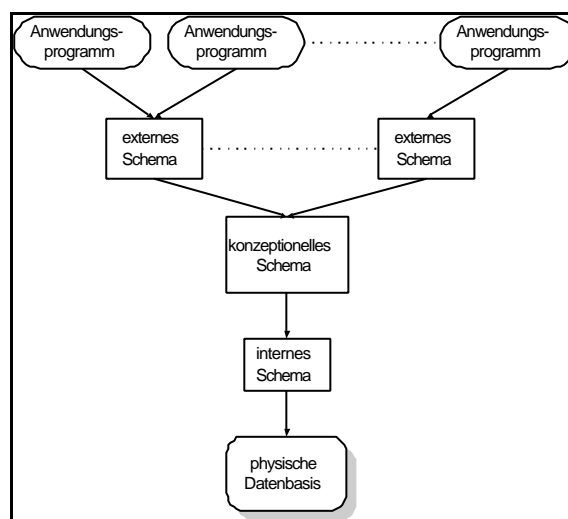 Anwendungs-
programm
Anwendungs-
programm
Anwendungs-
programm
externes
Schema
externes
Schema
konzeptionelles
Schema
internes
Schema
physische
Datenbasis